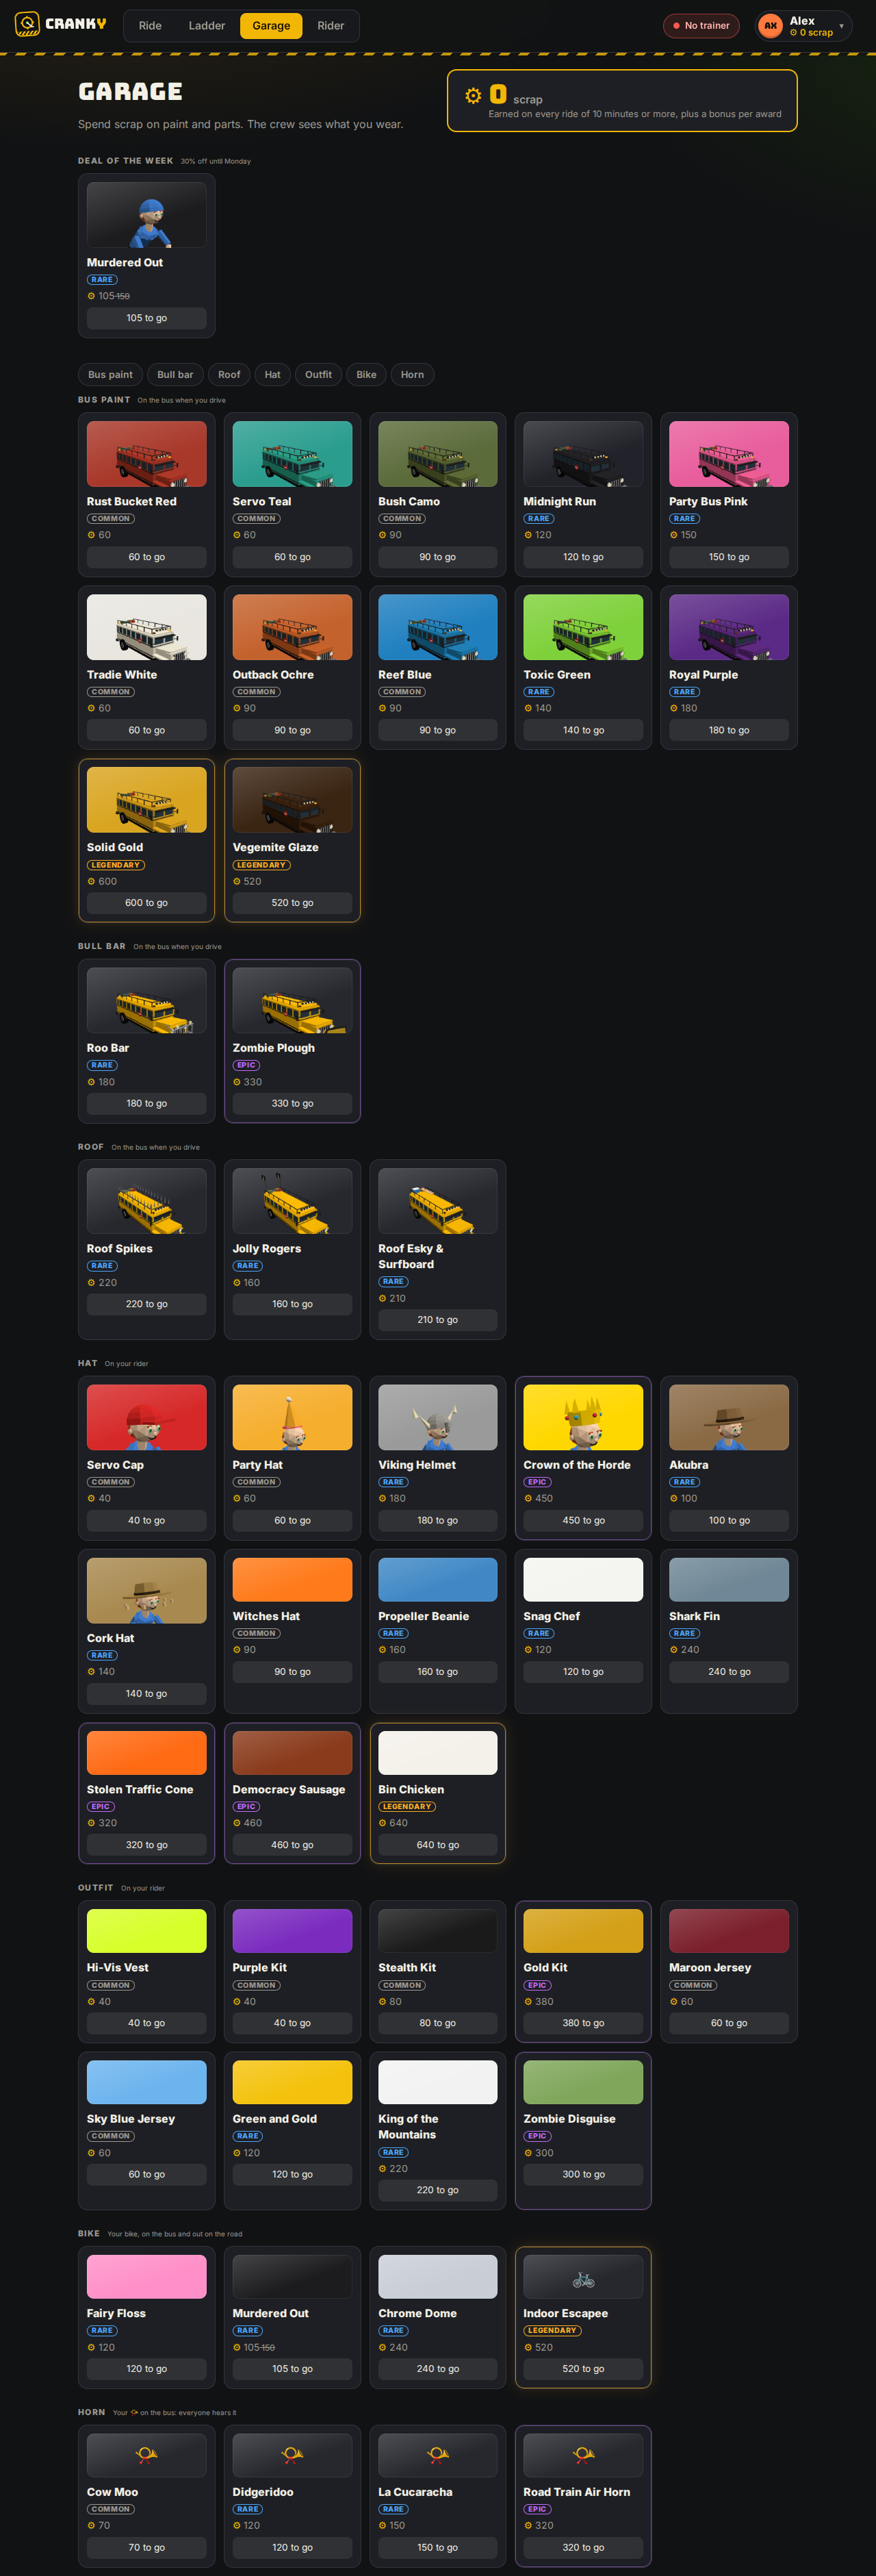 CRANKY
Ride Ladder Garage Rider
No trainer
AX Alex
0 scrap
GARAGE
Spend scrap on paint and parts. The crew sees what you wear.
0 scrap
Earned on every ride of 10 minutes or more, plus a bonus per award
DEAL OF THE WEEK 30% off until Monday
Murdered Out
RARE
105 150
105 to go
Bus paint Bull bar Roof Hat Outfit Bike Horn
BUS PAINT On the bus when you drive
Rust Bucket Red Servo Teal Bush Camo Midnight Run Party Bus Pink
COMMON COMMON COMMON RARE RARE
60 60 90 120 150
60 to go 60 to go 90 to go 120 to go 150 to go
Tradie White Outback Ochre Reef Blue Toxic Green Royal Purple
COMMON COMMON COMMON RARE RARE
60 90 90 140 180
60 to go 90 to go 90 to go 140 to go 180 to go
Solid Gold Vegemite Glaze
LEGENDARY LEGENDARY
600 520
600 to go 520 to go
BULL BAR On the bus when you drive
Roo Bar Zombie Plough
RARE EPIC
180 330
180 to go 330 to go
ROOF On the bus when you drive
Roof Spikes Jolly Rogers Roof Esky &
Surfboard
RARE RARE RARE
220 160 210
220 to go 160 to go 210 to go
HAT On your rider
Servo Cap Party Hat Viking Helmet Crown of the Horde Akubra
COMMON COMMON RARE EPIC RARE
40 60 180 450 100
40 to go 60 to go 180 to go 450 to go 100 to go
Cork Hat Witches Hat Propeller Beanie Snag Chef Shark Fin
RARE COMMON RARE RARE RARE
140 90 160 120 240
140 to go 90 to go 160 to go 120 to go 240 to go
Stolen Traffic Cone Democracy Sausage Bin Chicken
EPIC EPIC LEGENDARY
320 460 640
320 to go 460 to go 640 to go
OUTFIT On your rider
Hi-Vis Vest Purple Kit Stealth Kit Gold Kit Maroon Jersey
COMMON COMMON COMMON EPIC COMMON
40 40 80 380 60
40 to go 40 to go 80 to go 380 to go 60 to go
Sky Blue Jersey Green and Gold King of the
Mountains Zombie Disguise
COMMON RARE RARE EPIC
60 120 220 300
60 to go 120 to go 220 to go 300 to go
BIKE Your bike, on the bus and out on the road
Fairy Floss Murdered Out Chrome Dome Indoor Escapee
RARE RARE RARE LEGENDARY
120 105 150 240 520
120 to go 105 to go 240 to go 520 to go
HORN Your 📯 on the bus: everyone hears it
Cow Moo Didgeridoo La Cucaracha Road Train Air Horn
COMMON RARE RARE EPIC
70 120 150 320
70 to go 120 to go 150 to go 320 to go